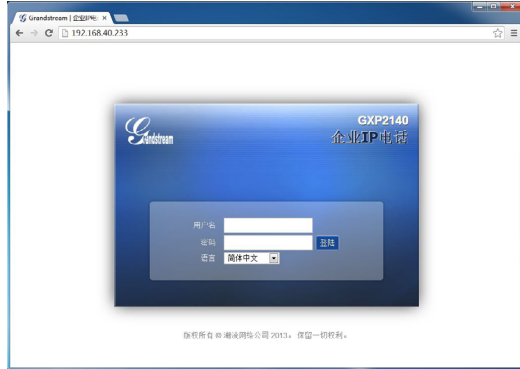 Grandstream | 企业IP电
192.168.40.233
Grandstream
GXP2140
企业IP电话
用户名
密码
登陆
语言
简体中文
版权所有 © 潮流网络公司 2013。 保留一切权利。